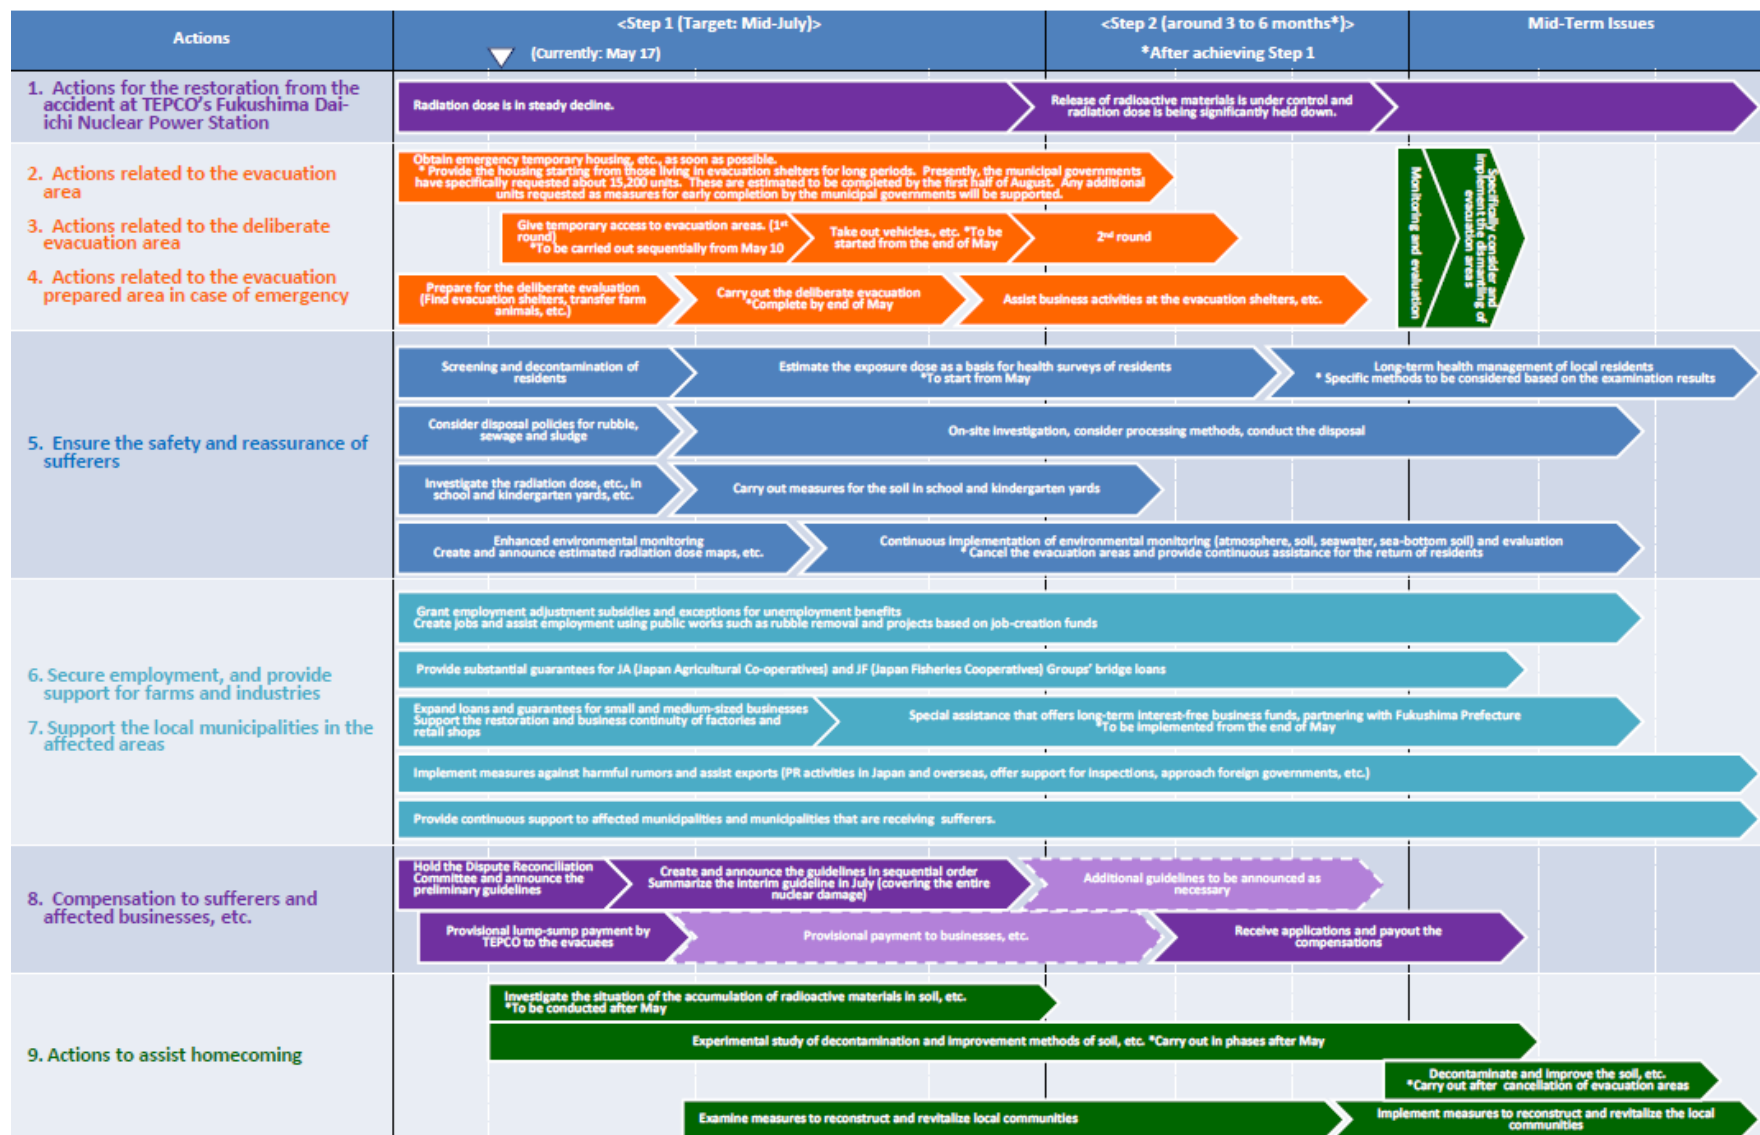 Actions
<Step 1 (Target: Mid-July)>
(Currently: May 17)
<Step 2 (around 3 to 6 months*)>
*After achieving Step 1
Mid-Term Issues
1. Actions for the restoration from the
accident at TEPCO's Fukushima Dai-
ichi Nuclear Power Station
Radiation dose is in steady decline.
Release of radioactive materials is under control and
radiation dose is being significantly held down.
2. Actions related to the evacuation
area
3. Actions related to the deliberate
evacuation area
4. Actions related to the evacuation
prepared area in case of emergency
Obtain emergency temporary housing, etc., as soon as possible.
* Provide the housing starting from those living in evacuation shelters for long periods. Presently, the municipal governments
have specifically requested about 15,200 units. These are estimated to be completed by the first half of August. Any additional
units requested as measures for early completion by the municipal governments will be supported.
Give temporary access to evacuation areas. (1st
round)
*To be carried out sequentially from May 10
Take out vehicles., etc. *To be
started from the end of May
2nd round
Prepare for the deliberate evaluation
(Find evacuation shelters, transfer farm
animals, etc.)
Carry out the deliberate evacuation
*Complete by end of May
Assist business activities at the evacuation shelters, etc.
Monitoring and evaluation
Specifically consider and
implement the dismantling of
evacuation areas
5. Ensure the safety and reassurance of
sufferers
Screening and decontamination of
residents
Estimate the exposure dose as a basis for health surveys of residents
*To start from May
Long-term health management of local residents
* Specific methods to be considered based on the examination results
Consider disposal policies for rubble,
sewage and sludge
On-site investigation, consider processing methods, conduct the disposal
Investigate the radiation dose, etc., in
school and kindergarten yards, etc.
Carry out measures for the soil in school and kindergarten yards
Enhanced environmental monitoring
Create and announce estimated radiation dose maps, etc.
Continuous implementation of environmental monitoring (atmosphere, soil, seawater, sea-bottom soil) and evaluation
* Cancel the evacuation areas and provide continuous assistance for the return of residents
6. Secure employment, and provide
support for farms and industries
7. Support the local municipalities in the
affected areas
Grant employment adjustment subsidies and exceptions for unemployment benefits
Create jobs and assist employment using public works such as rubble removal and projects based on job-creation funds
Provide substantial guarantees for JA (Japan Agricultural Co-operatives) and JF (Japan Fisheries Cooperatives) Groups' bridge loans
Expand loans and guarantees for small and medium-sized businesses
Support the restoration and business continuity of factories and
retail shops
Special assistance that offers long-term interest-free business funds, partnering with Fukushima Prefecture
*To be implemented from the end of May
Implement measures against harmful rumors and assist exports (PR activities in Japan and overseas, offer support for inspections, approach foreign governments, etc.)
Provide continuous support to affected municipalities and municipalities that are receiving sufferers.
8. Compensation to sufferers and
affected businesses, etc.
Hold the Dispute Reconciliation
Committee and announce the
preliminary guidelines
Create and announce the guidelines in sequential order
Summarize the interim guideline in July (covering the entire
nuclear damage)
Additional guidelines to be announced as
necessary
Provisional lump-sum payment by
TEPCO to the evacuees
Provisional payment to businesses, etc.
Receive applications and payout the
compensations
9. Actions to assist homecoming
Investigate the situation of the accumulation of radioactive materials in soil, etc.
*To be conducted after May
Experimental study of decontamination and improvement methods of soil, etc. *Carry out in phases after May
Decontaminate and improve the soil, etc.
*Carry out after cancellation of evacuation areas
Examine measures to reconstruct and revitalize local communities
Implement measures to reconstruct and revitalize the local
communities